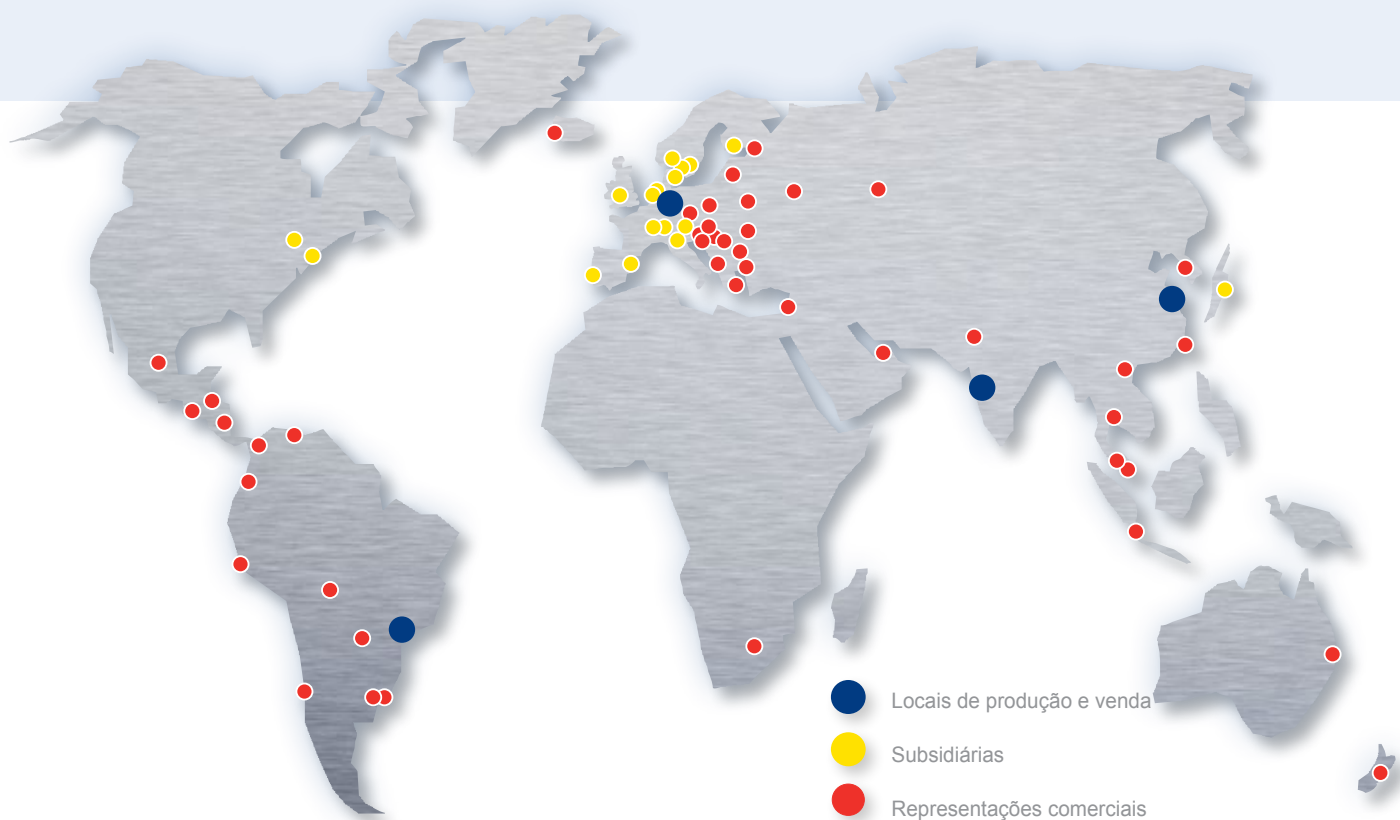 Locais de produção e venda
Subsidiárias
Representações comerciais